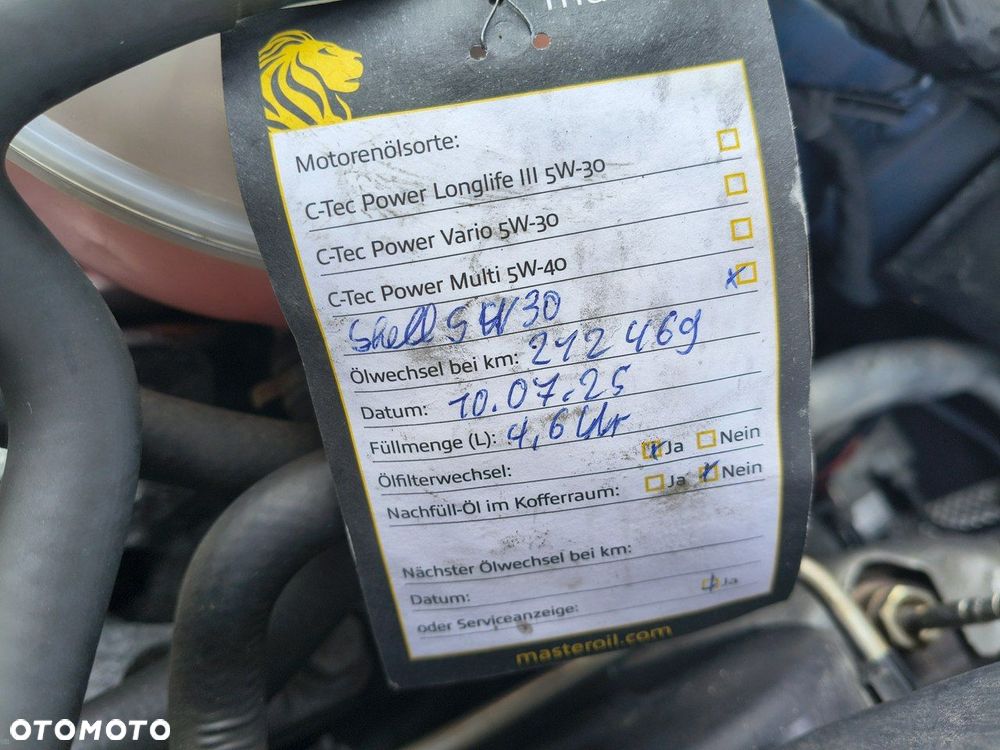 Motorenölsorte:
C-Tec Power Longlife III 5W-30
C-Tec Power Vario 5W-30
C-Tec Power Multi 5W-40
Shell 5W30
Ölwechsel bei km: 212469
Datum: 10.07.25
Füllmenge (L): 4,6 Ltr
Ölfilterwechsel: Ja Nein
Nachfüll-Öl im Kofferraum: Ja Nein
Nächster Ölwechsel bei km:
Datum:
oder Serviceanzeige: Ja
masteroil.com
OTOMOTO